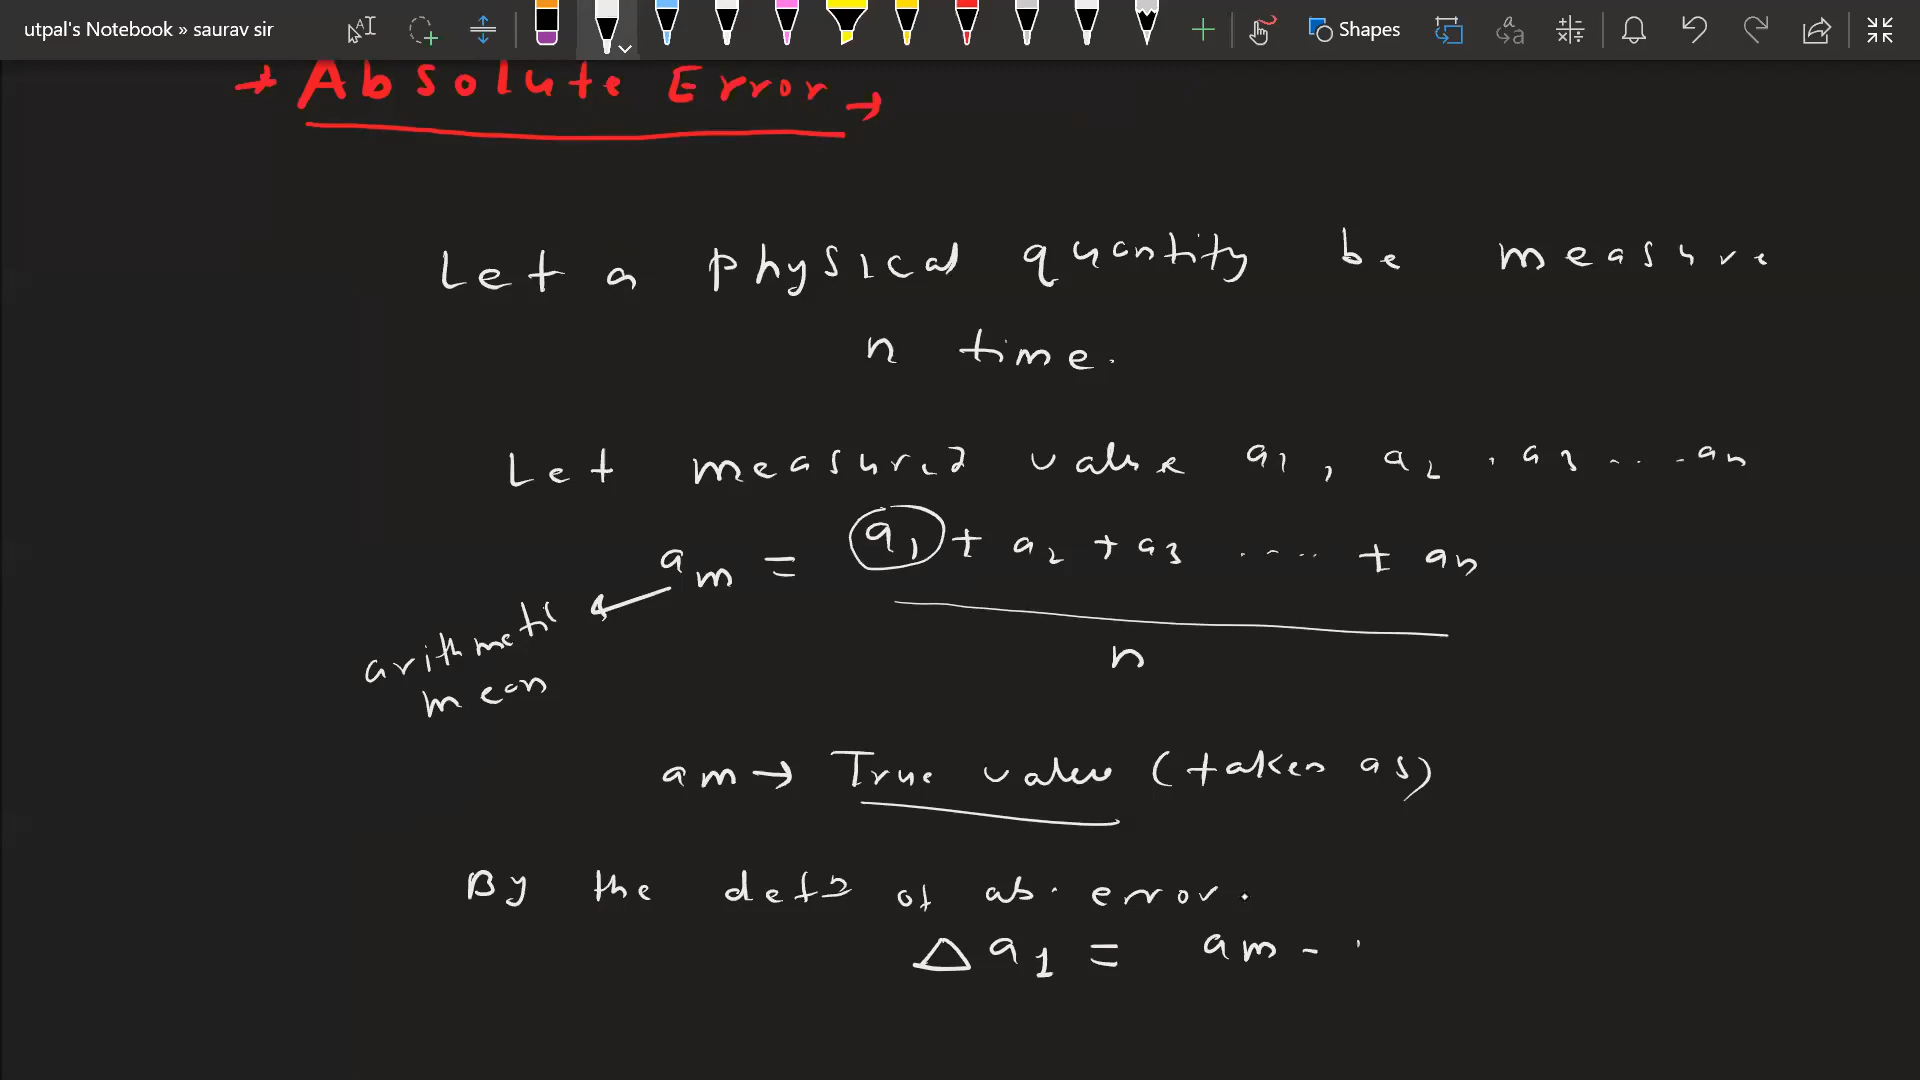 utpal's Notebook » saurav sir
Shapes
→ Absolute Error →
Let a physical quantity be measure
n time.
Let measured value a1, a2, a3 ..... an
am = a1 + a2 + a3 ..... + an
n
arithmetic
mean
am → True value (taken as)
By the defn of ab. error.
Δa1 = am -